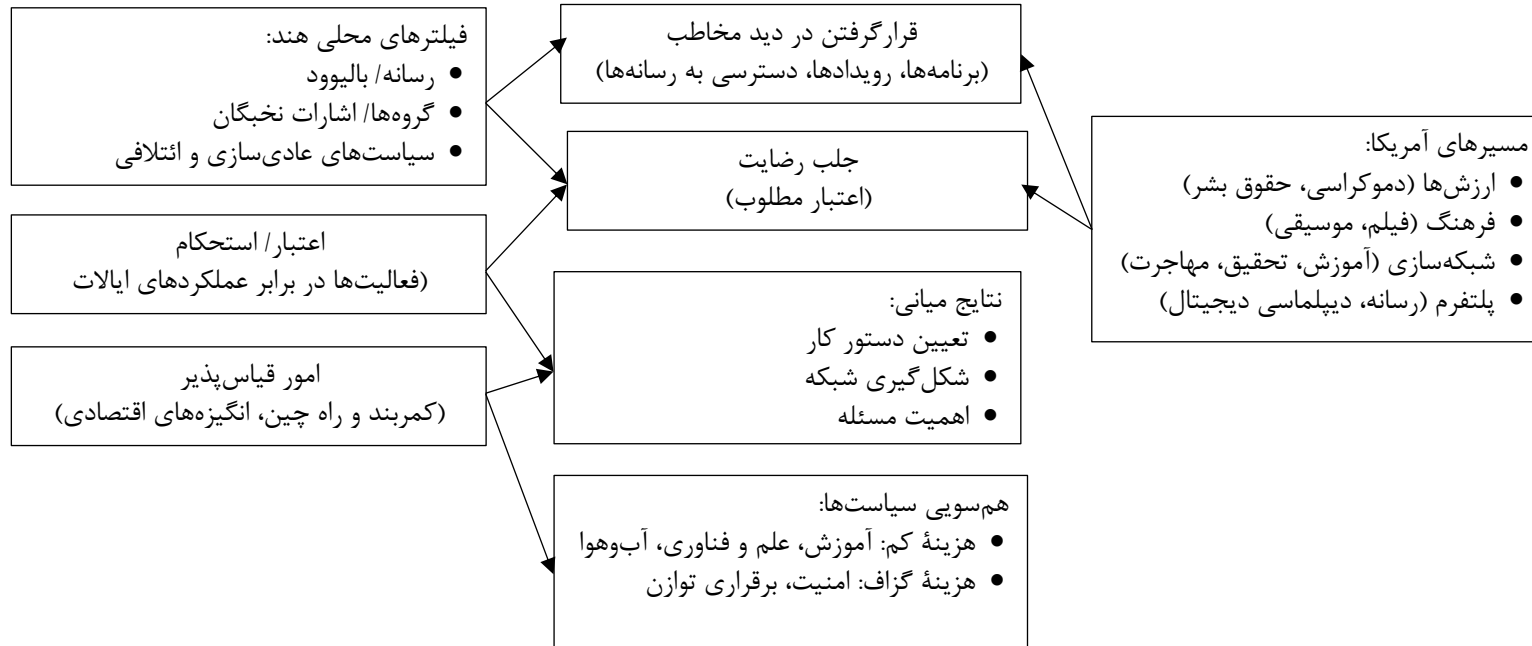 فیلترهای محلی هند:
● رسانه/ بالیوود
● گروه‌ها/ اشارات نخبگان
● سیاست‌های عادی‌سازی و ائتلافی
اعتبار/ استحکام
(فعالیت‌ها در برابر عملکردهای ایالات
امور قیاس‌پذیر
(کمربند و راه چین، انگیزه‌های اقتصادی)
قرارگرفتن در دید مخاطب
(برنامه‌ها، رویدادها، دسترسی به رسانه‌ها)
جلب رضایت
(اعتبار مطلوب)
نتایج میانی:
● تعیین دستور کار
● شکل‌گیری شبکه
● اهمیت مسئله
هم‌سویی سیاست‌ها:
● هزینهٔ کم: آموزش، علم و فناوری، آب‌وهوا
● هزینهٔ گزاف: امنیت، برقراری توازن
مسیرهای آمریکا:
● ارزش‌ها (دموکراسی، حقوق بشر)
● فرهنگ (فیلم، موسیقی)
● شبکه‌سازی (آموزش، تحقیق، مهاجرت)
● پلتفرم (رسانه، دیپلماسی دیجیتال)